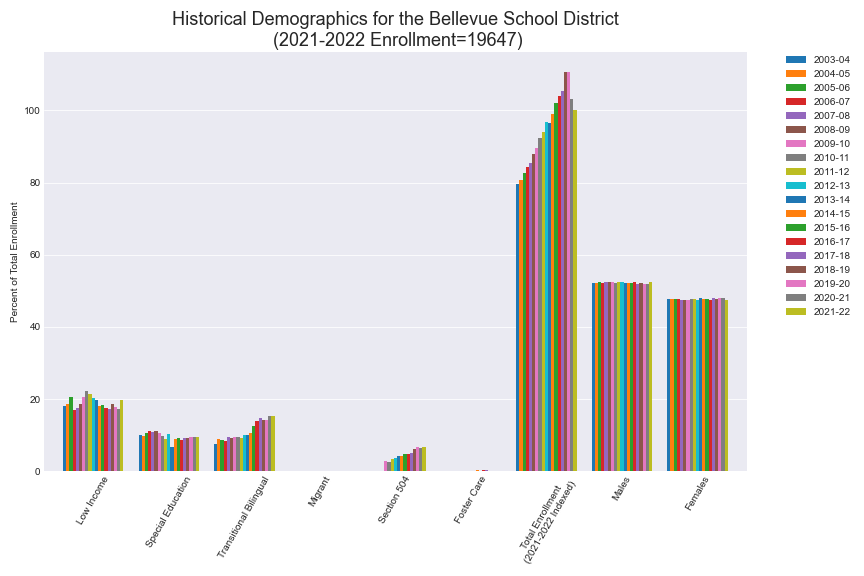 Historical Demographics for the Bellevue School District
(2021-2022 Enrollment=19647)
Percent of Total Enrollment
100
80
60
40
20
0
Low Income
Special Education
Transitional Bilingual
Migrant
Section 504
Foster Care
Total Enrollment
(2021-2022 Indexed)
Males
Females
2003-04
2004-05
2005-06
2006-07
2007-08
2008-09
2009-10
2010-11
2011-12
2012-13
2013-14
2014-15
2015-16
2016-17
2017-18
2018-19
2019-20
2020-21
2021-22